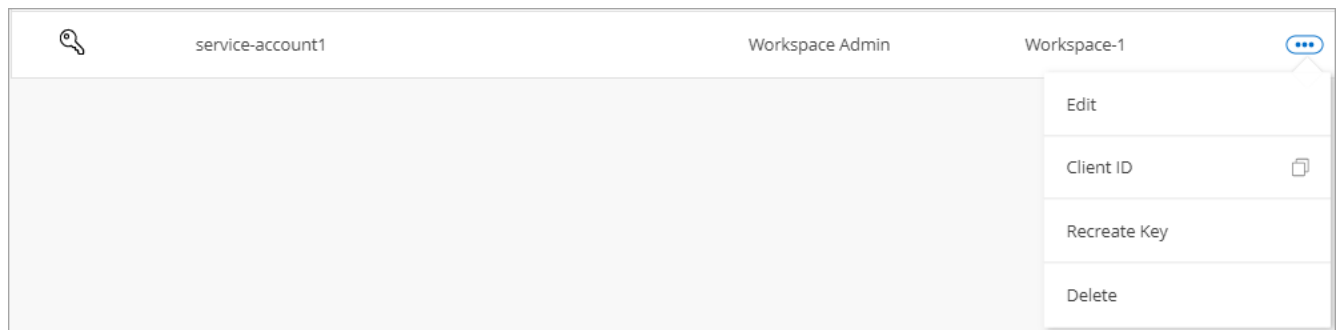 service-account1 Workspace Admin Workspace-1
Edit
Client ID
Recreate Key
Delete